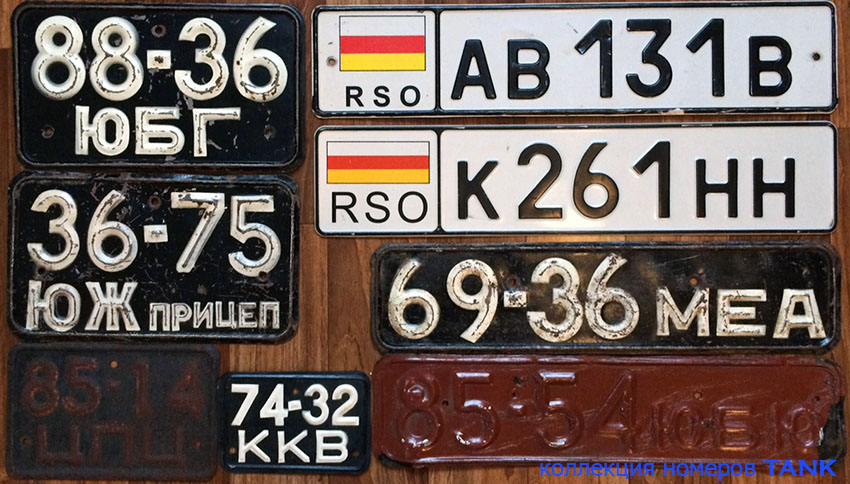 88-36
ЮБГ
RSO
АВ 131 В
RSO
К 261 НН
36-75
ЮЖ ПРИЦЕП
69-36 МЕА
85-14
ЦПЦ
74-32
ККВ
85-54 ЮБЮ
коллекция номеров TANK